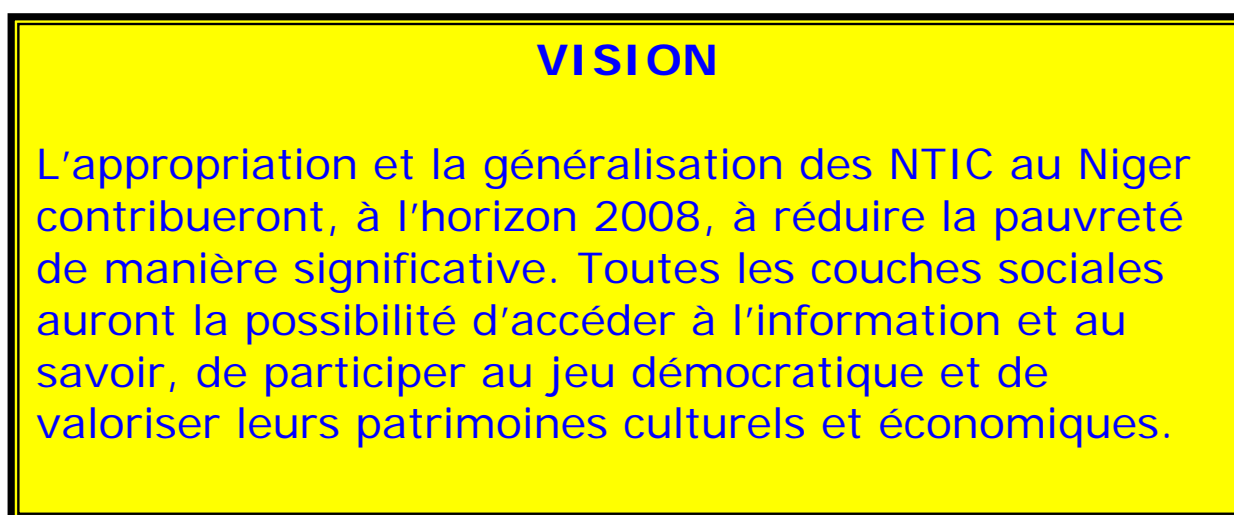 VISION
L’appropriation et la généralisation des NTIC au Niger
contribueront, à l’horizon 2008, à réduire la pauvreté
de manière significative. Toutes les couches sociales
auront la possibilité d’accéder à l’information et au
savoir, de participer au jeu démocratique et de
valoriser leurs patrimoines culturels et économiques.